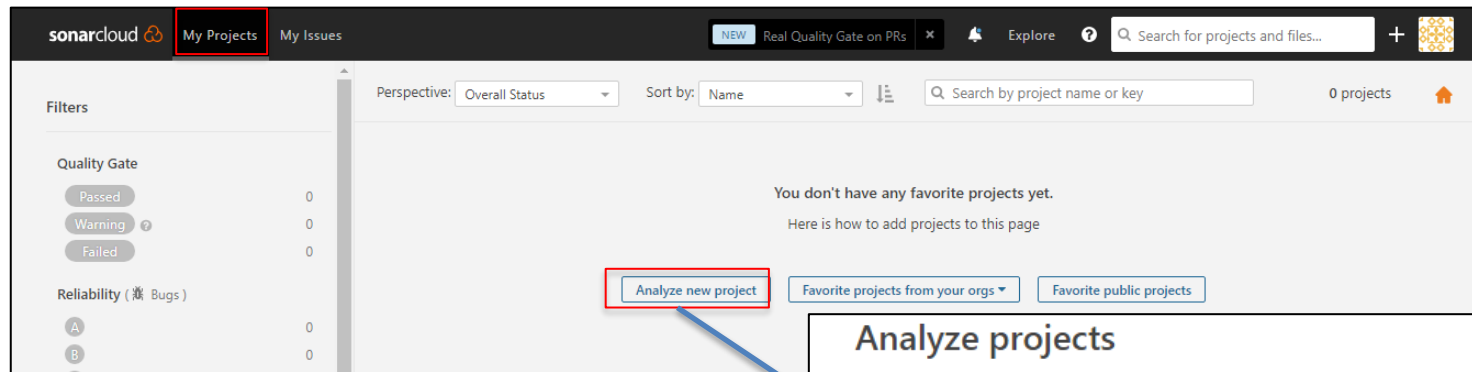 sonarcloud My Projects My Issues NEW Real Quality Gate on PRs × Explore ? Search for projects and files... +
Filters
Perspective: Overall Status Sort by: Name Search by project name or key 0 projects
Quality Gate
Passed 0
Warning ? 0
Failed 0
Reliability ( Bugs )
A 0
B 0
You don't have any favorite projects yet.
Here is how to add projects to this page
Analyze new project Favorite projects from your orgs Favorite public projects
Analyze projects